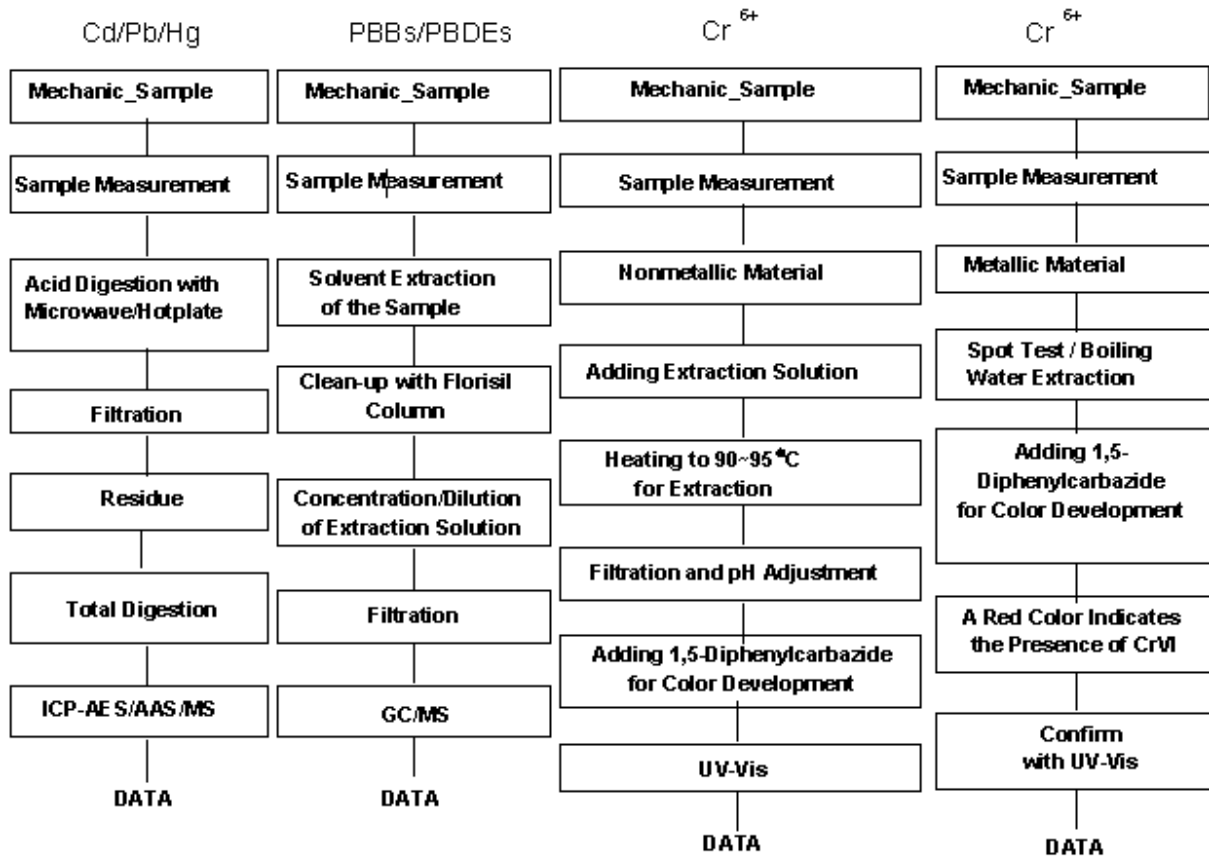 Cd/Pb/Hg
Mechanic_Sample
Sample Measurement
Acid Digestion with
Microwave/Hotplate
Filtration
Residue
Total Digestion
ICP-AES/AAS/MS
DATA
PBBs/PBDEs
Mechanic_Sample
Sample Measurement
Solvent Extraction
of the Sample
Clean-up with Florisil
Column
Concentration/Dilution
of Extraction Solution
Filtration
GC/MS
DATA
Cr 6+
Mechanic_Sample
Sample Measurement
Nonmetallic Material
Adding Extraction Solution
Heating to 90~95℃
for Extraction
Filtration and pH Adjustment
Adding 1,5-Diphenylcarbazide
for Color Development
UV-Vis
DATA
Cr 6+
Mechanic_Sample
Sample Measurement
Metallic Material
Spot Test / Boiling
Water Extraction
Adding 1,5-
Diphenylcarbazide
for Color Development
A Red Color Indicates
the Presence of CrVI
Confirm
with UV-Vis
DATA